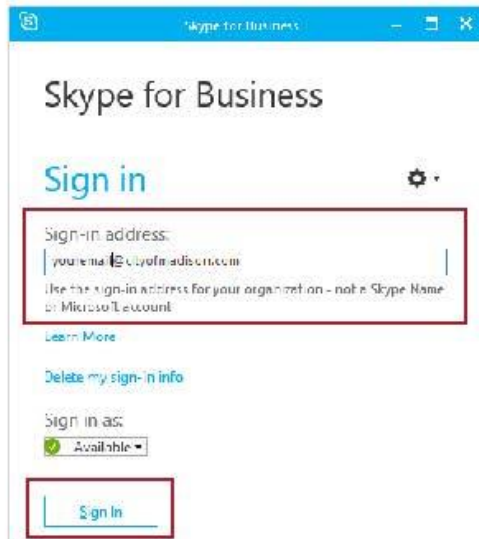 Skype for Business
Skype for Business
Sign in
Sign-in address:
youremail@cityofmadison.com
Use the sign-in address for your organization - not a Skype Name
or Microsoft account
Learn More
Delete my sign-in info
Sign in as:
Available
Sign In